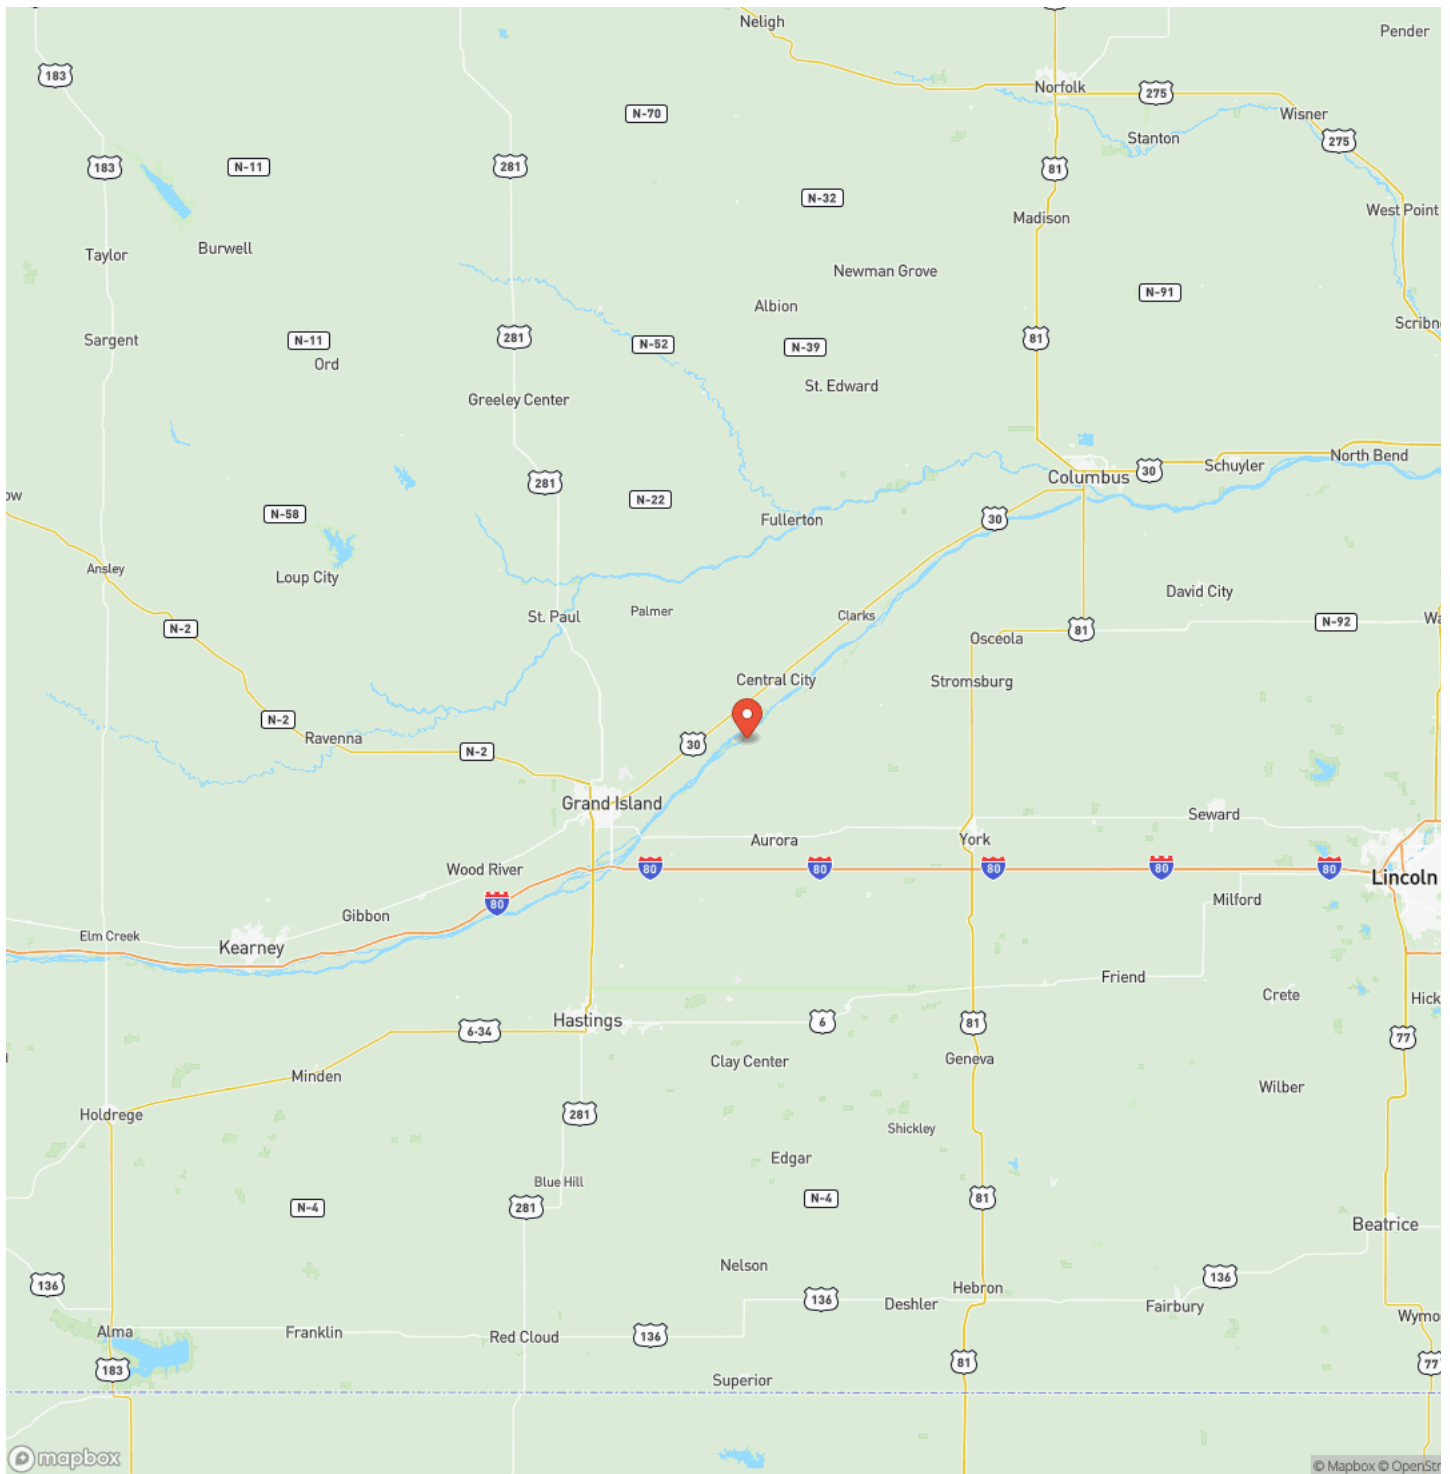 Neligh
Pender
183
Norfolk
275
N-70
Wisner
Stanton
275
183
N-11
281
81
N-32
West Point
Madison
Burwell
Taylor
Newman Grove
N-91
Albion
Scribn
Sargent
N-11
281
N-52
N-39
81
Ord
St. Edward
Greeley Center
North Bend
Schuyler
30
Columbus
281
ow
N-22
N-58
Fullerton
30
Ansley
Loup City
David City
Palmer
St. Paul
Clarks
N-2
81
N-92
Wa
Osceola
Central City
Stromsburg
N-2
Ravenna
N-2
30
Grand Island
Seward
Aurora
York
Wood River
80
80
80
80
80
Lincoln
80
Milford
Gibbon
Elm Creek
Kearney
Friend
Crete
Hick
Hastings
6-34
6
81
77
Clay Center
Geneva
Minden
Wilber
Holdrege
281
Shickley
Edgar
Blue Hill
N-4
281
N-4
81
Beatrice
Nelson
136
136
Hebron
136
Deshler
Fairbury
Wymo
Alma
Franklin
Red Cloud
136
183
81
77
Superior
mapbox
© Mapbox © OpenStr